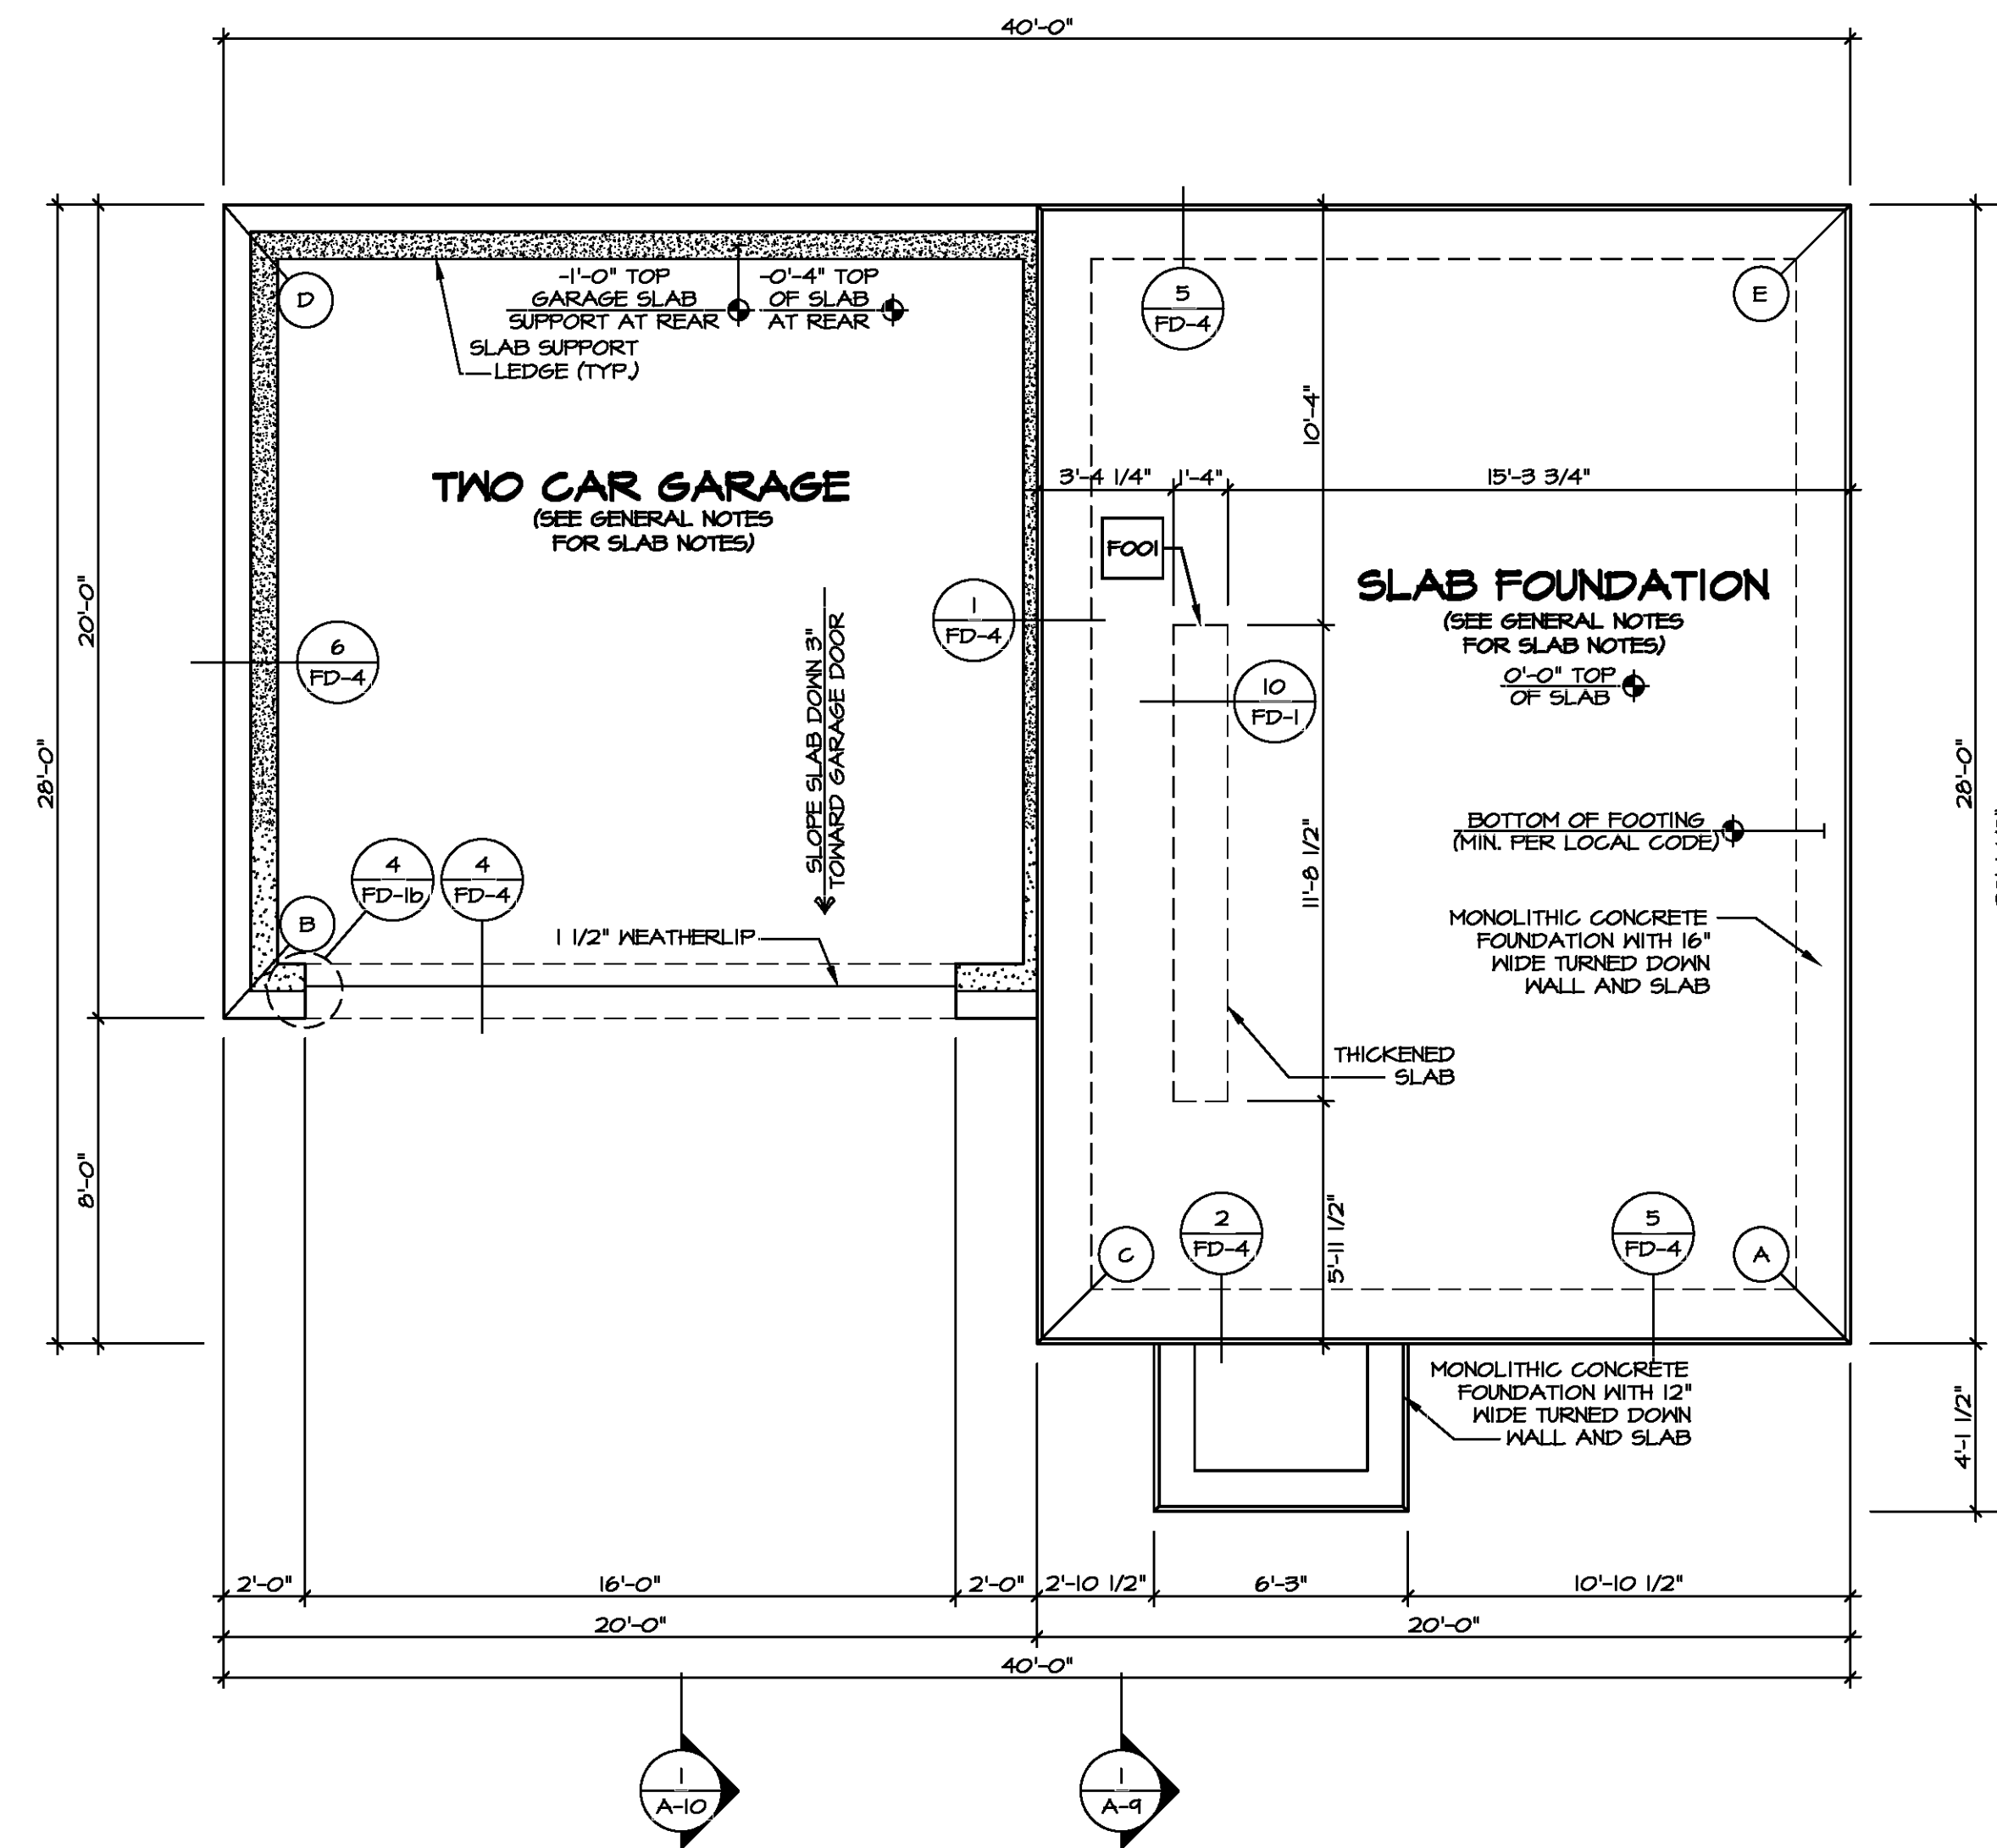 40'-0"
-1'-0" TOP
GARAGE SLAB
SUPPORT AT REAR
-0'-4" TOP
OF SLAB
AT REAR
SLAB SUPPORT
LEDGE (TYP.)
D
5
FD-4
E
10'-4"
TWO CAR GARAGE
(SEE GENERAL NOTES
FOR SLAB NOTES)
3'-4 1/4"
1'-4"
15'-3 3/4"
F001
SLAB FOUNDATION
(SEE GENERAL NOTES
FOR SLAB NOTES)
0'-0" TOP
OF SLAB
20'-0"
28'-0"
6
FD-4
1
FD-4
10
FD-1
SLOPE SLAB DOWN 3"
TOWARD GARAGE DOOR
28'-0"
BOTTOM OF FOOTING
(MIN. PER LOCAL CODE)
11'-8 1/2"
4
FD-1b
4
FD-4
B
1 1/2" WEATHERLIP
MONOLITHIC CONCRETE
FOUNDATION WITH 16"
WIDE TURNED DOWN
WALL AND SLAB
THICKENED
SLAB
8'-0"
C
2
FD-4
5'-11 1/2"
5
FD-4
A
MONOLITHIC CONCRETE
FOUNDATION WITH 12"
WIDE TURNED DOWN
WALL AND SLAB
4'-1 1/2"
2'-0"
16'-0"
2'-0"
2'-10 1/2"
6'-3"
10'-10 1/2"
20'-0"
20'-0"
40'-0"
1
A-10
1
A-9